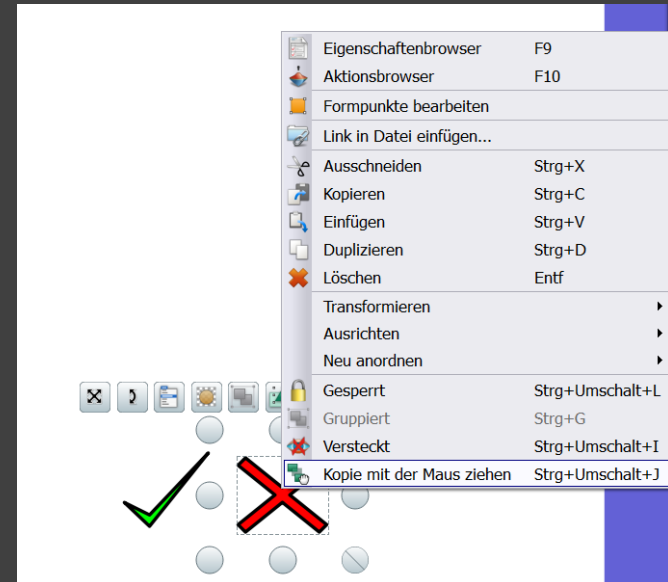 Eigenschaftenbrowser F9
Aktionsbrowser F10
Formpunkte bearbeiten
Link in Datei einfügen...
Ausschneiden Strg+X
Kopieren Strg+C
Einfügen Strg+V
Duplizieren Strg+D
Löschen Entf
Transformieren
Ausrichten
Neu anordnen
Gesperrt Strg+Umschalt+L
Gruppiert Strg+G
Versteckt Strg+Umschalt+I
Kopie mit der Maus ziehen Strg+Umschalt+J